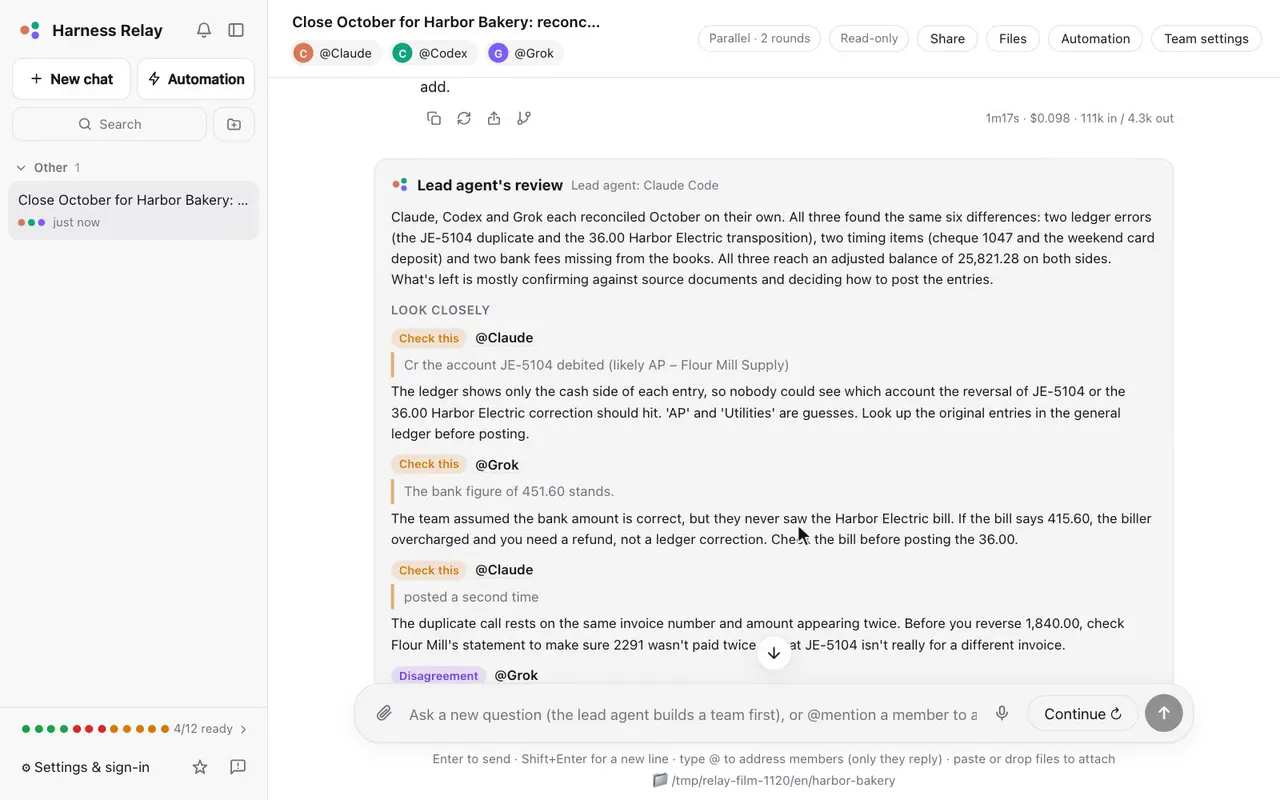 Harness Relay
+ New chat
Automation
Search
Other 1
Close October for Harbor Bakery: ...
just now
4/12 ready
Settings & sign-in
Close October for Harbor Bakery: reconc...
C @Claude
C @Codex
G @Grok
Parallel · 2 rounds
Read-only
Share
Files
Automation
Team settings
add.
1m17s · $0.098 · 111k in / 4.3k out
Lead agent's review Lead agent: Claude Code
Claude, Codex and Grok each reconciled October on their own. All three found the same six differences: two ledger errors
(the JE-5104 duplicate and the 36.00 Harbor Electric transposition), two timing items (cheque 1047 and the weekend card
deposit) and two bank fees missing from the books. All three reach an adjusted balance of 25,821.28 on both sides.
What's left is mostly confirming against source documents and deciding how to post the entries.
LOOK CLOSELY
Check this @Claude
Cr the account JE-5104 debited (likely AP – Flour Mill Supply)
The ledger shows only the cash side of each entry, so nobody could see which account the reversal of JE-5104 or the
36.00 Harbor Electric correction should hit. 'AP' and 'Utilities' are guesses. Look up the original entries in the general
ledger before posting.
Check this @Grok
The bank figure of 451.60 stands.
The team assumed the bank amount is correct, but they never saw the Harbor Electric bill. If the bill says 415.60, the biller
overcharged and you need a refund, not a ledger correction. Check the bill before posting the 36.00.
Check this @Claude
posted a second time
The duplicate call rests on the same invoice number and amount appearing twice. Before you reverse 1,840.00, check
Flour Mill's statement to make sure 2291 wasn't paid twice at JE-5104 isn't really for a different invoice.
Disagreement @Grok
Ask a new question (the lead agent builds a team first), or @mention a member to a
Continue
Enter to send · Shift+Enter for a new line · type @ to address members (only they reply) · paste or drop files to attach
/tmp/relay-film-1120/en/harbor-bakery